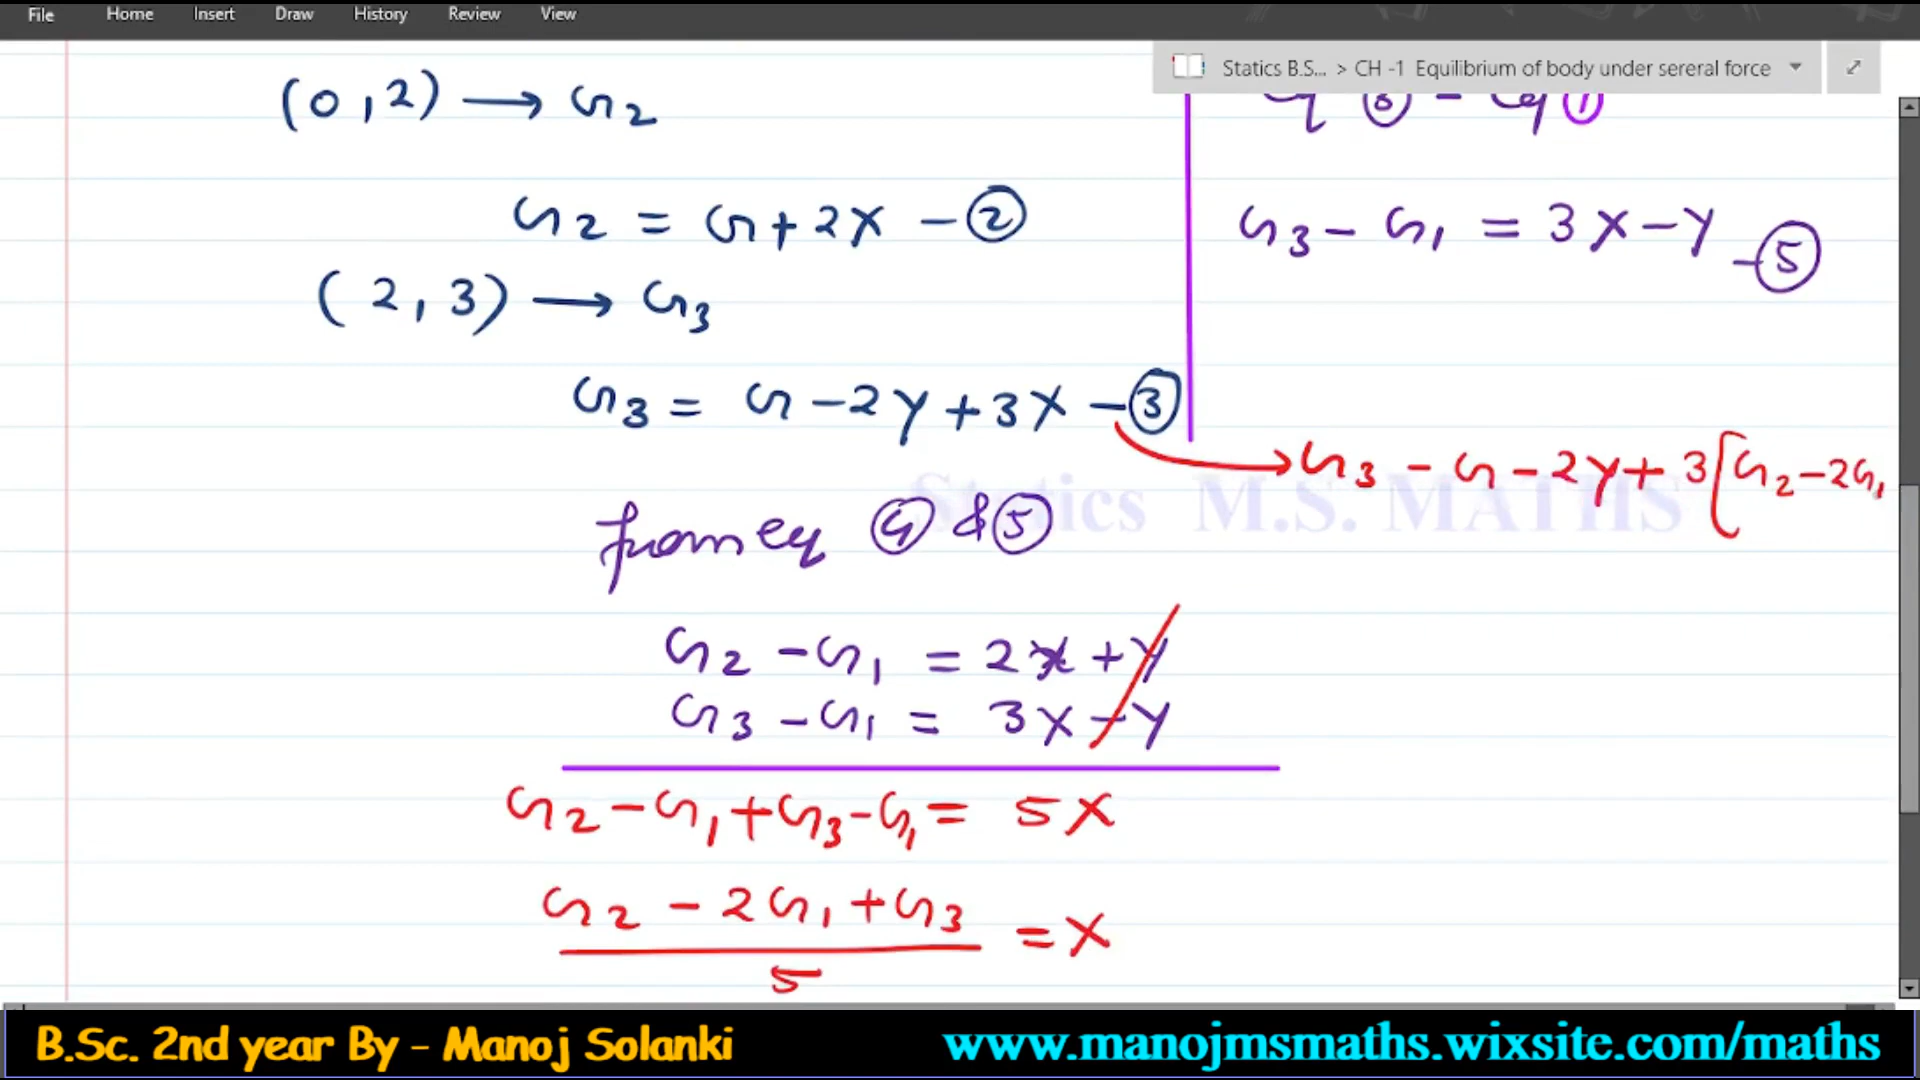 File Home Insert Draw History Review View
Statics B.S... > CH -1 Equilibrium of body under sereral force
(0,2) → G2
G2 = G+2X -②
(2,3) → G3
G3 = G-2Y+3X -③
from eq ④ & ⑤
G2 - G1 = 2X + Y
G3 - G1 = 3X - Y
G2 - G1 + G3 - G1 = 5X
G2 - 2G1 + G3 = X
5
G3 - G1 = 3X - Y -⑤
G3 - G - 2Y + 3[G2 - 2G1
Statics M.S. MATHS
B.Sc. 2nd year By - Manoj Solanki
www.manojmsmaths.wixsite.com/maths